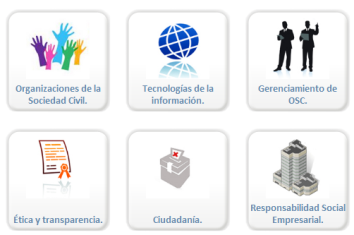 Organizaciones de la
Sociedad Civil.
Tecnologías de la
información.
Gerenciamiento de
OSC.
Ética y transparencia.
Ciudadanía.
Responsabilidad Social
Empresarial.